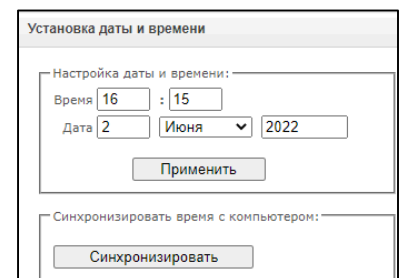 Установка даты и времени
Настройка даты и времени:
Время 16 : 15
Дата 2 Июня 2022
Применить
Синхронизировать время с компьютером:
Синхронизировать